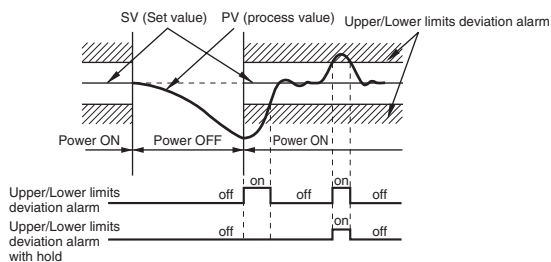 SV (Set value) PV (process value)
Upper/Lower limits deviation alarm
Power ON Power OFF Power ON
Upper/Lower limits
deviation alarm
off on off on off
Upper/Lower limits
deviation alarm
with hold
off on off